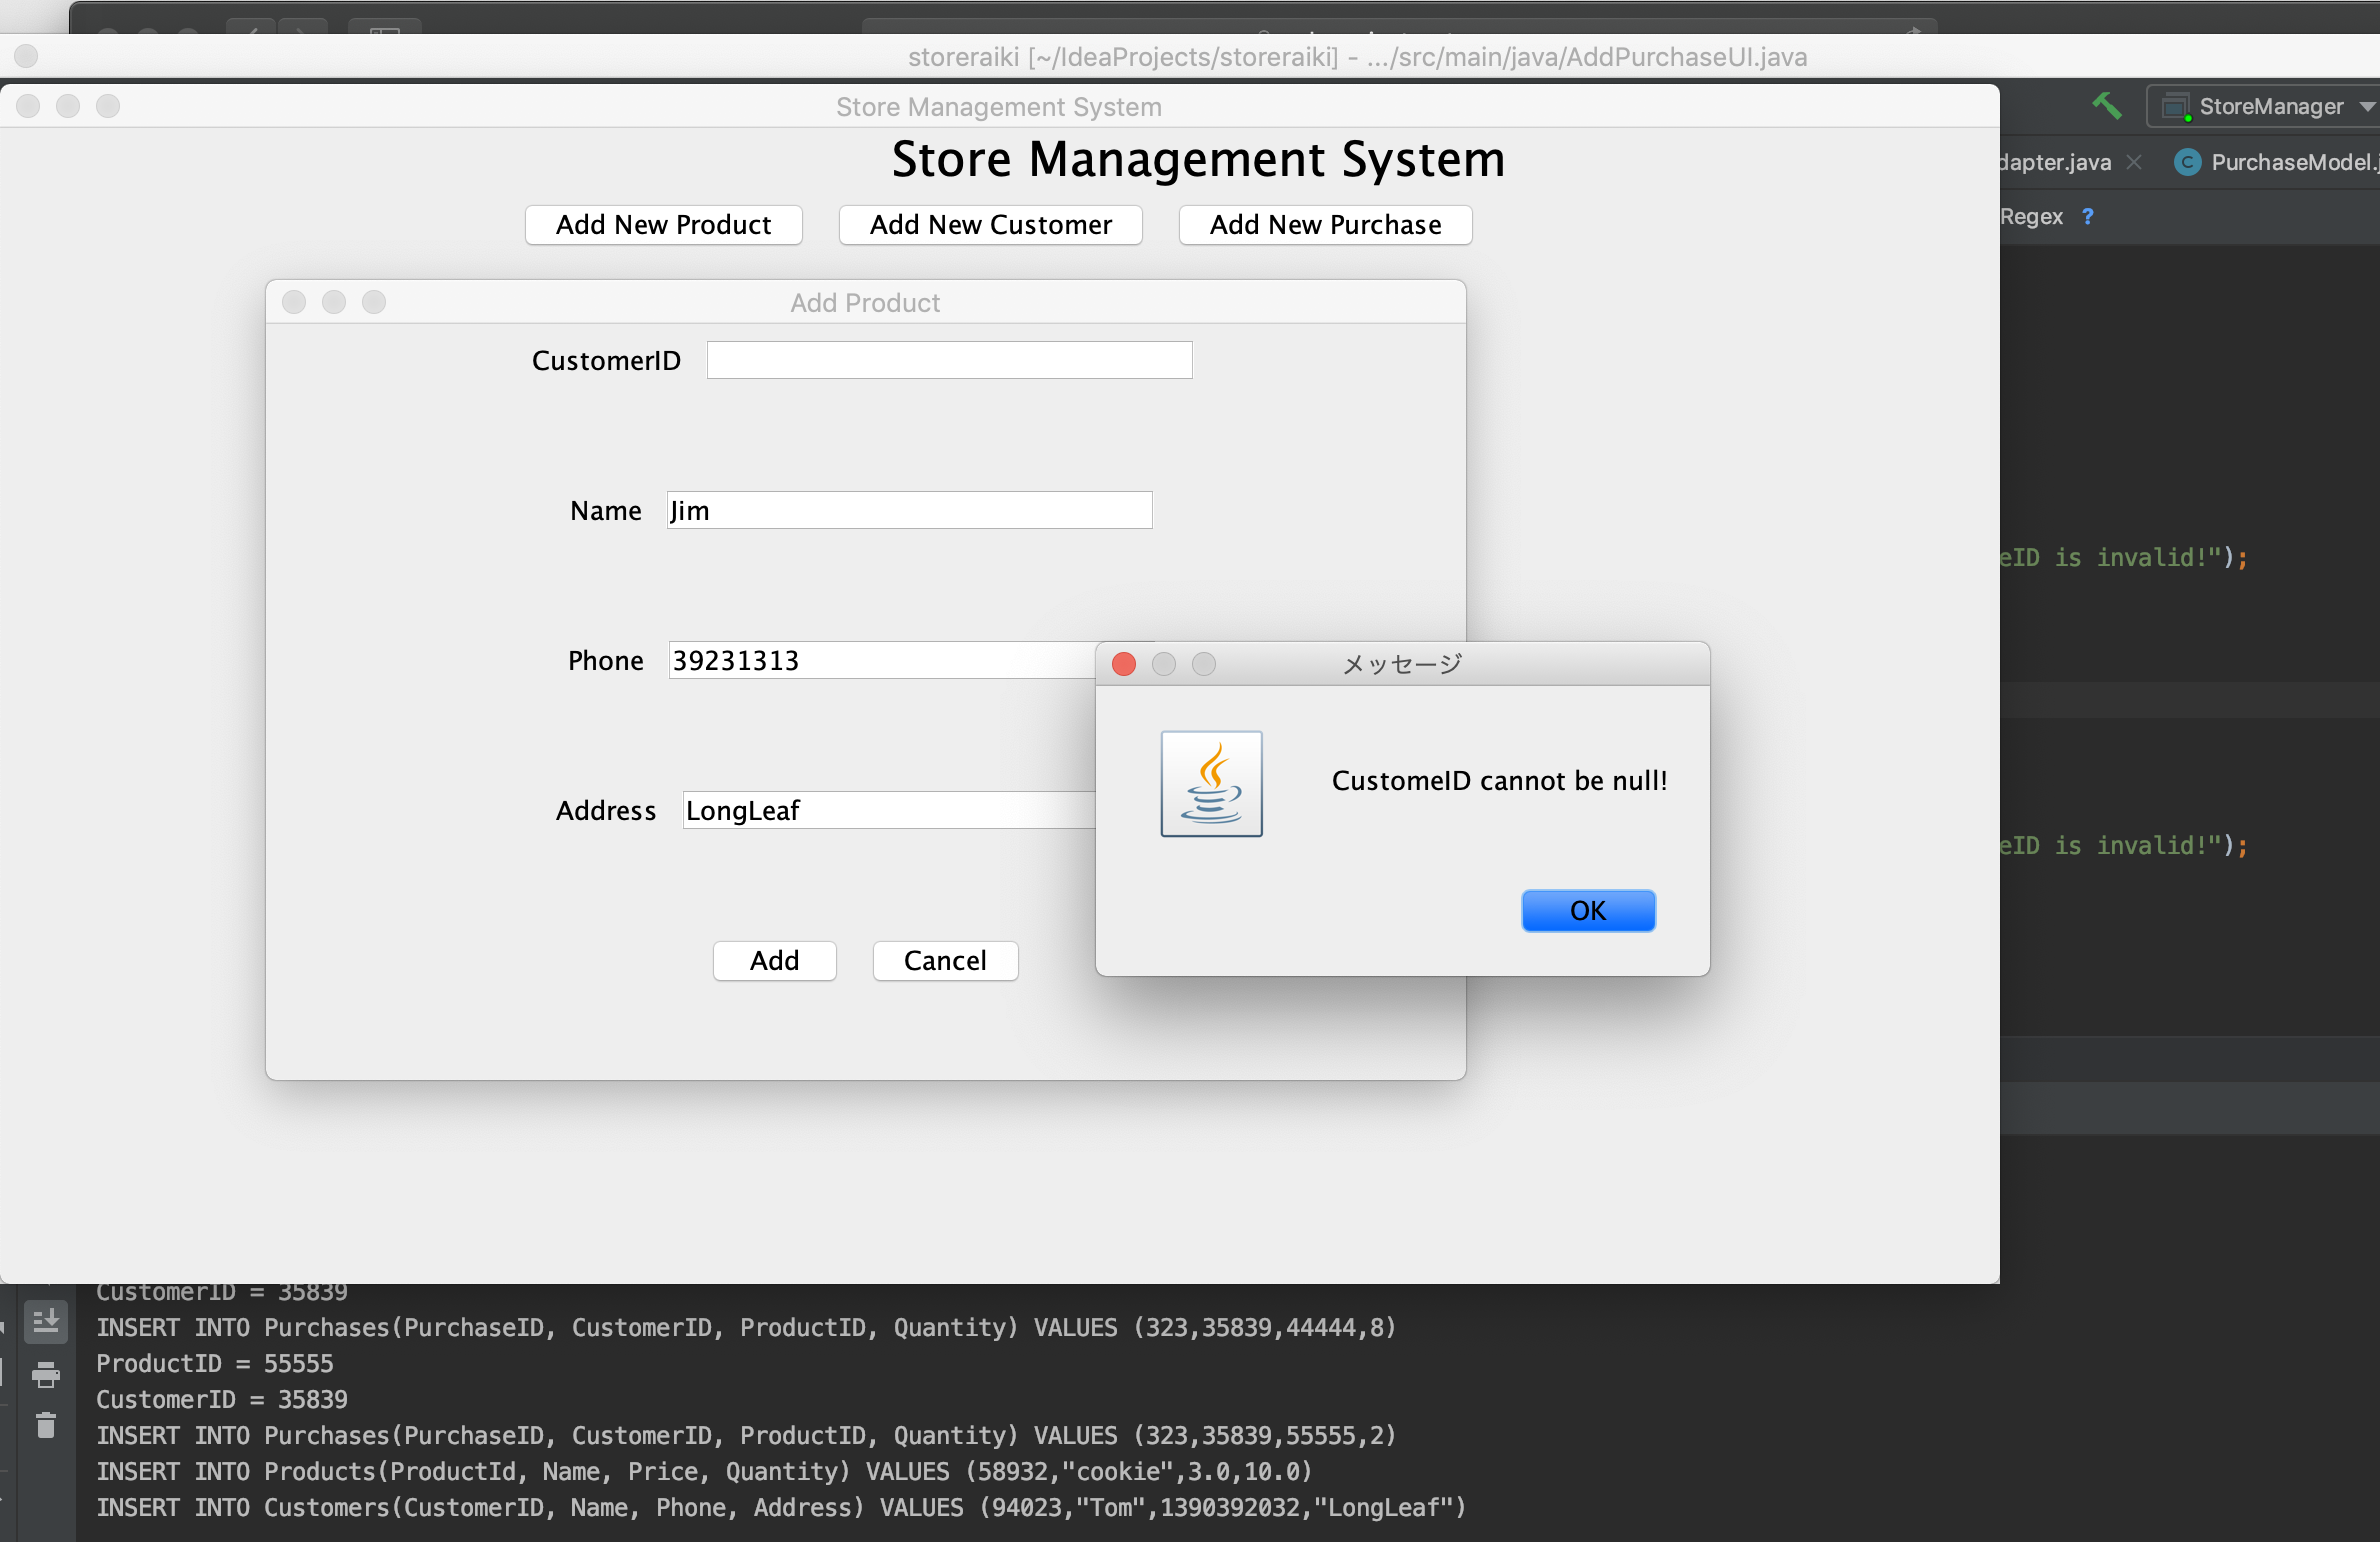 storeraiki [~/IdeaProjects/storeraiki] - .../src/main/java/AddPurchaseUI.java
Store Management System
StoreManager
Store Management System
dapter.java
PurchaseModel.j
Add New Product
Add New Customer
Add New Purchase
Regex ?
Add Product
CustomerID
Name
Jim
eID is invalid!");
Phone
39231313
メッセージ
CustomeID cannot be null!
Address
LongLeaf
eID is invalid!");
OK
Add
Cancel
CustomerID = 35839
INSERT INTO Purchases(PurchaseID, CustomerID, ProductID, Quantity) VALUES (323,35839,44444,8)
ProductID = 55555
CustomerID = 35839
INSERT INTO Purchases(PurchaseID, CustomerID, ProductID, Quantity) VALUES (323,35839,55555,2)
INSERT INTO Products(ProductId, Name, Price, Quantity) VALUES (58932,"cookie",3.0,10.0)
INSERT INTO Customers(CustomerID, Name, Phone, Address) VALUES (94023,"Tom",1390392032,"LongLeaf")